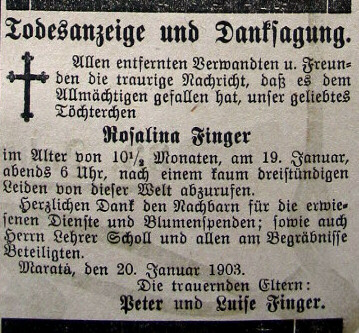 Todesanzeige und Danksagung.
Allen entfernten Verwandten u. Freun-
den die traurige Nachricht, daß es dem
Allmächtigen gefallen hat, unser geliebtes
Töchterchen
Rosalina Finger
im Alter von 10½ Monaten, am 19. Januar,
abends 6 Uhr, nach einem kaum dreistündigen
Leiden von dieser Welt abzurufen.
Herzlichen Dank den Nachbarn für die erwie-
senen Dienste und Blumenspenden; sowie auch
Herrn Lehrer Scholl und allen am Begräbnisse
Beteiligten.
Maratá, den 20. Januar 1903.
Die trauernden Eltern:
Peter und Luise Finger.